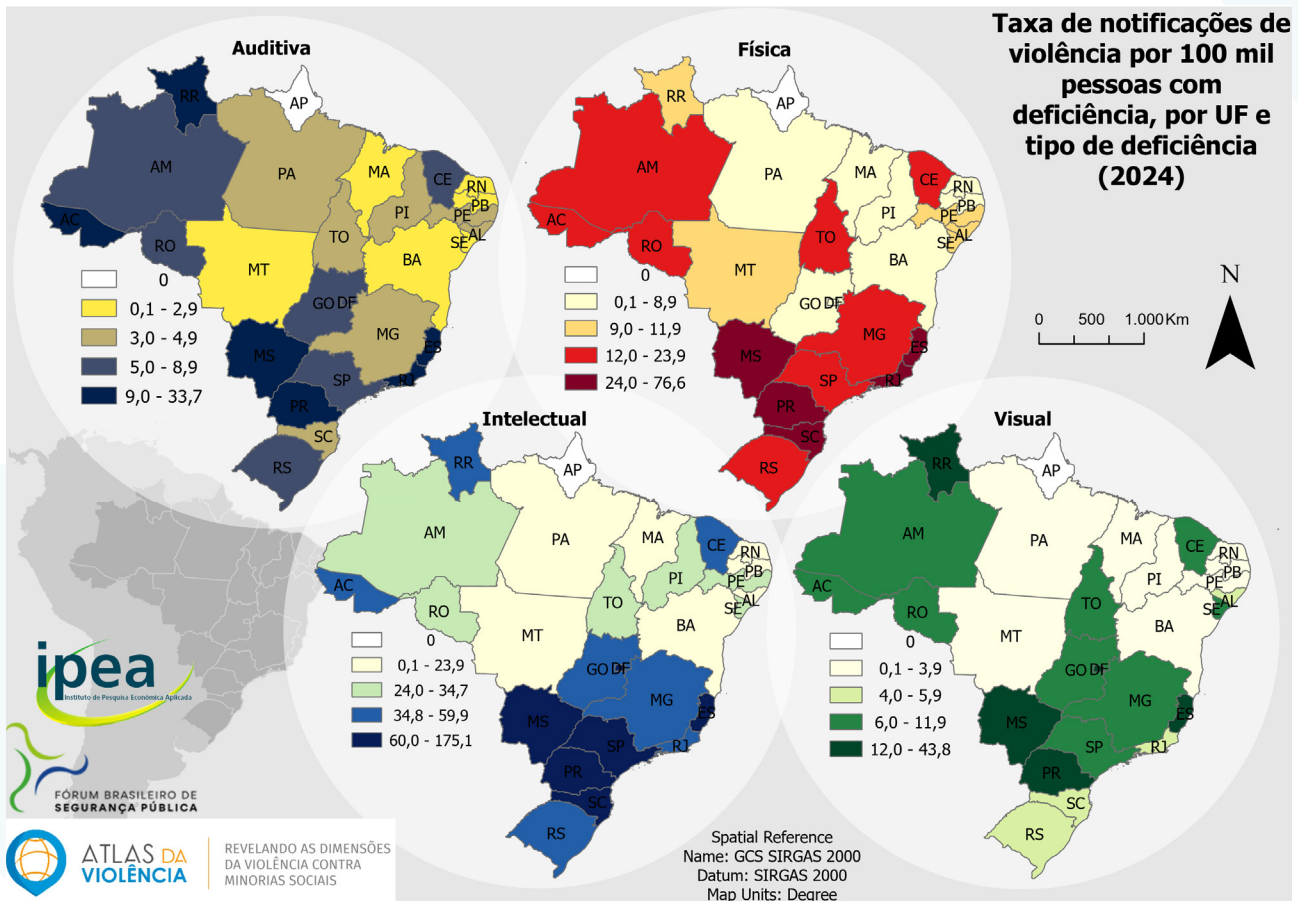 Taxa de notificações de
violência por 100 mil
pessoas com
deficiência, por UF e
tipo de deficiência
(2024)
Auditiva
RR
AP
AM
PA
MA
CE
RN
PB
PE
PI
AL
SE
AC
RO
TO
BA
MT
GO
DF
MG
ES
MS
SP
RJ
PR
SC
RS
0
0,1 - 2,9
3,0 - 4,9
5,0 - 8,9
9,0 - 33,7
Física
RR
AP
AM
PA
MA
CE
RN
PB
PE
PI
AL
SE
AC
RO
TO
BA
MT
GO
DF
MG
ES
MS
SP
RJ
PR
SC
RS
0
0,1 - 8,9
9,0 - 11,9
12,0 - 23,9
24,0 - 76,6
N
0 500 1.000 Km
Intelectual
RR
AP
AM
PA
MA
CE
RN
PB
PE
PI
AL
SE
AC
RO
TO
BA
MT
GO
DF
MG
ES
MS
SP
RJ
PR
SC
RS
0
0,1 - 23,9
24,0 - 34,7
34,8 - 59,9
60,0 - 175,1
Visual
RR
AP
AM
PA
MA
CE
RN
PB
PE
PI
AL
SE
AC
RO
TO
BA
MT
GO
DF
MG
ES
MS
SP
RJ
PR
SC
RS
0
0,1 - 3,9
4,0 - 5,9
6,0 - 11,9
12,0 - 43,8
ipea
Instituto de Pesquisa Econômica Aplicada
FÓRUM BRASILEIRO DE
SEGURANÇA PÚBLICA
ATLAS DA
VIOLÊNCIA
REVELANDO AS DIMENSÕES
DA VIOLÊNCIA CONTRA
MINORIAS SOCIAIS
Spatial Reference
Name: GCS SIRGAS 2000
Datum: SIRGAS 2000
Map Units: Degree